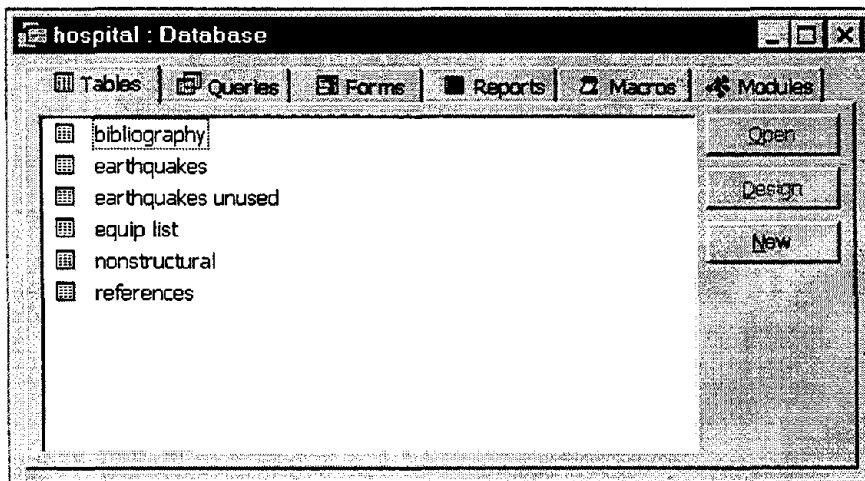 hospital : Database
Tables Queries Forms Reports Macros Modules
bibliography
earthquakes
earthquakes unused
equip list
nonstructural
references
Open
Design
New